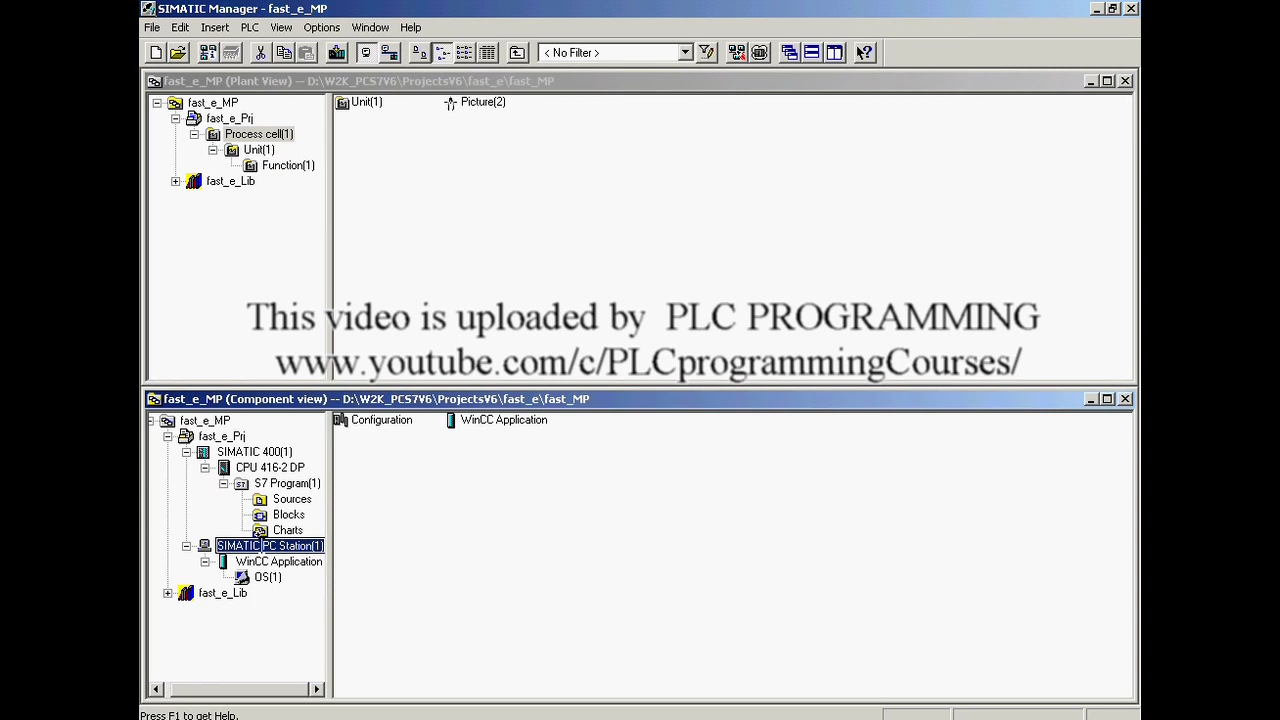 SIMATIC Manager - fast_e_MP
File Edit Insert PLC View Options Window Help
< No Filter >
fast_e_MP (Plant View) -- D:\W2K_PCS7V6\ProjectsV6\fast_e\fast_MP
fast_e_MP
fast_e_Prj
Process cell(1)
Unit(1)
Function(1)
fast_e_Lib
Unit(1) Picture(2)
This video is uploaded by PLC PROGRAMMING
www.youtube.com/c/PLCprogrammingCourses/
fast_e_MP (Component view) -- D:\W2K_PCS7V6\ProjectsV6\fast_e\fast_MP
fast_e_MP
fast_e_Prj
SIMATIC 400(1)
CPU 416-2 DP
S7 Program(1)
Sources
Blocks
Charts
SIMATIC PC Station(1)
WinCC Application
OS(1)
fast_e_Lib
Configuration WinCC Application
Press F1 to get Help.